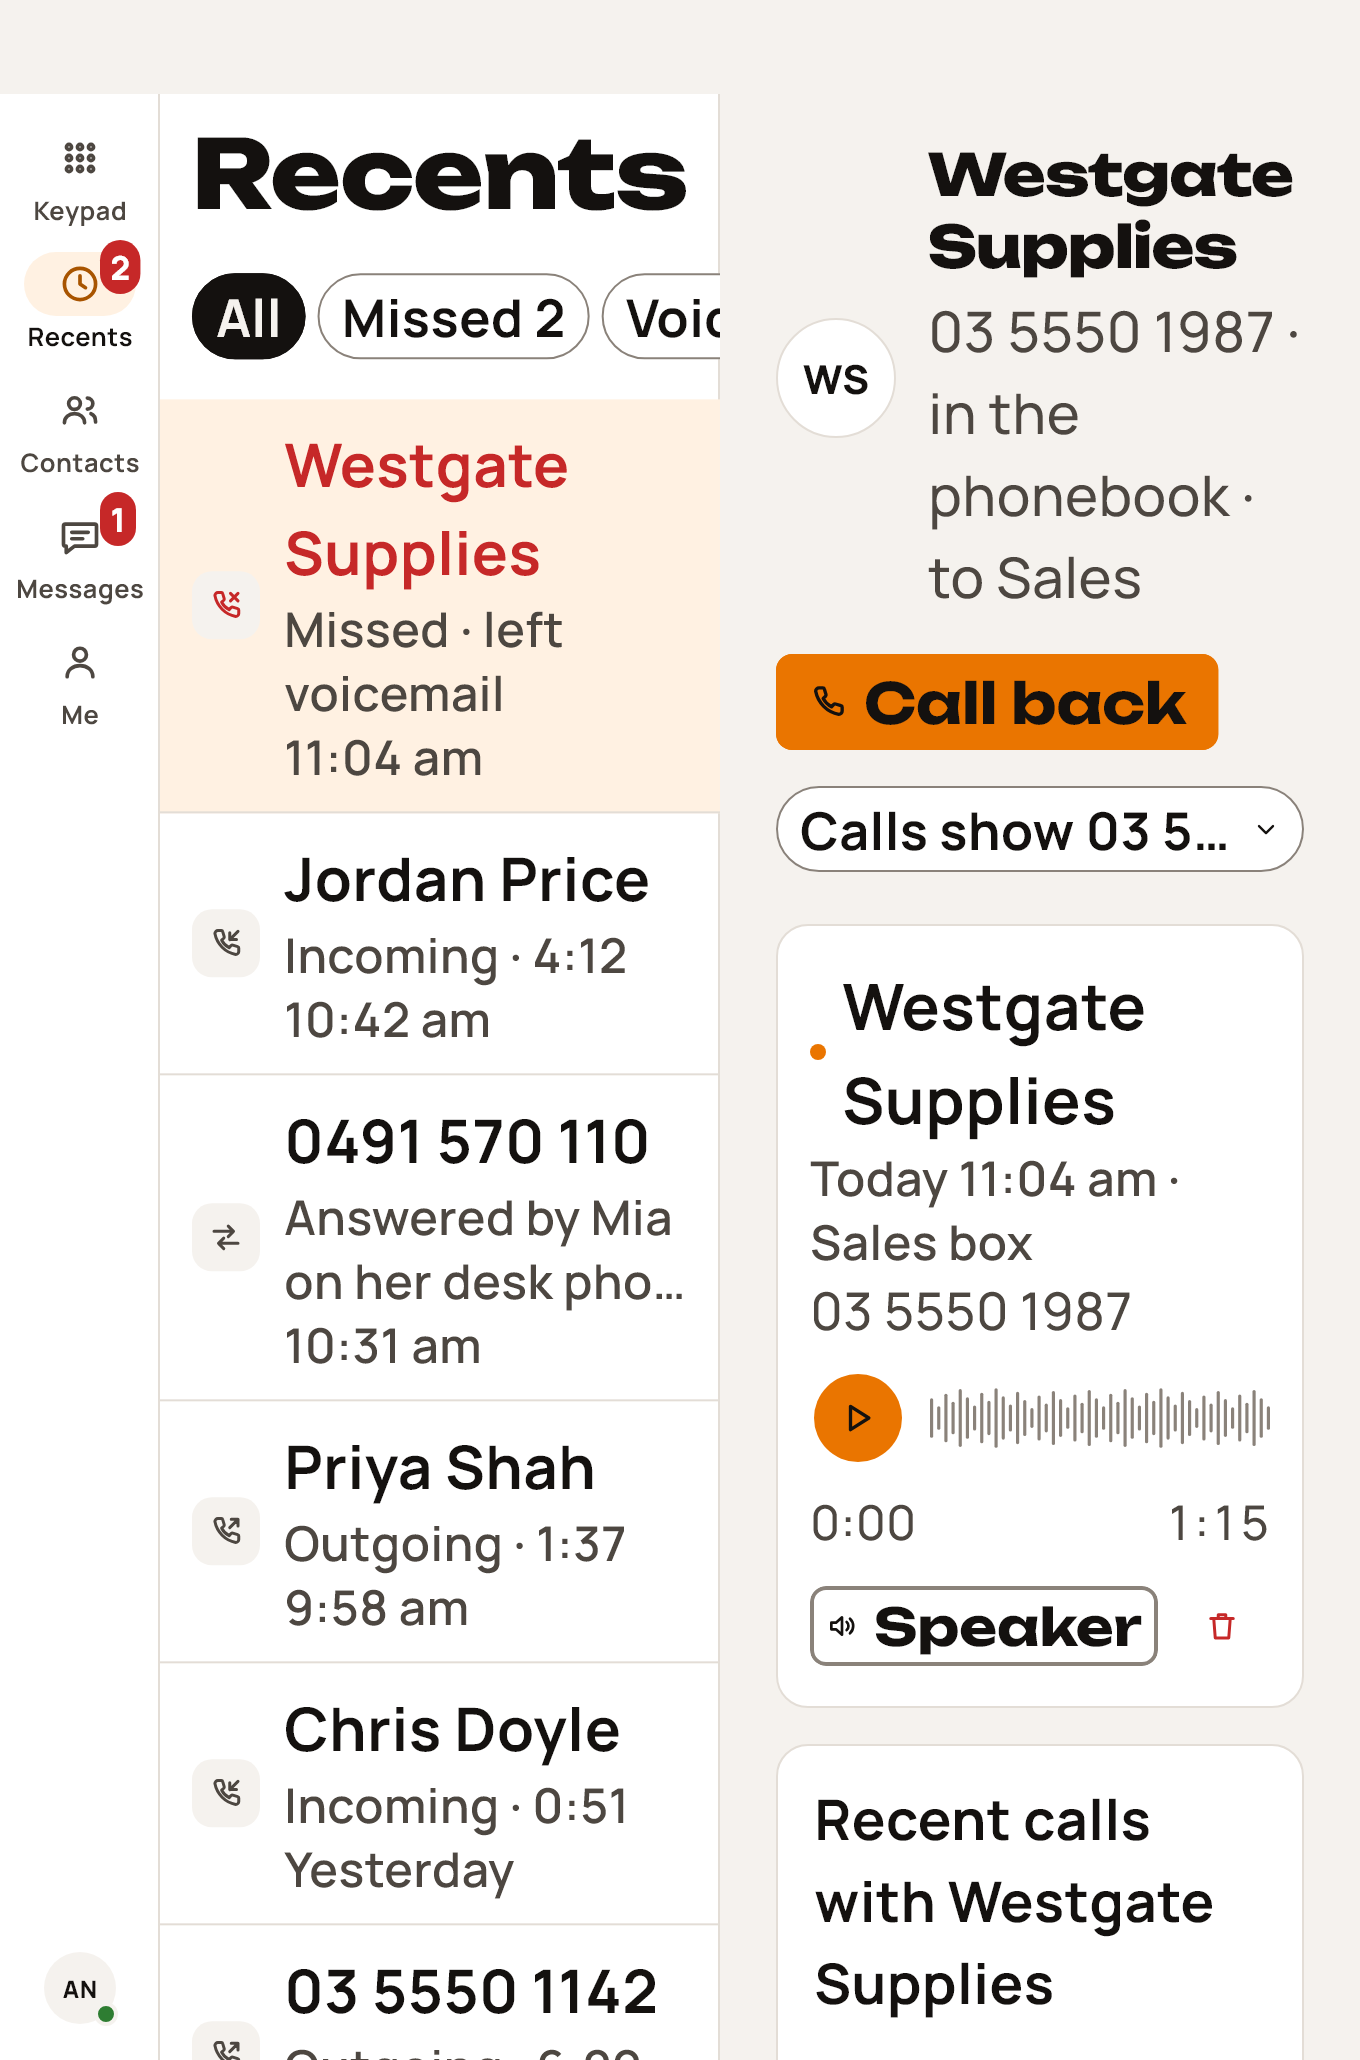 Keypad
2
Recents
Contacts
1
Messages
Me
AN
Recents
All
Missed 2
Westgate
Supplies
Missed · left
voicemail
11:04 am
Jordan Price
Incoming · 4:12
10:42 am
0491 570 110
Answered by Mia
on her desk pho…
10:31 am
Priya Shah
Outgoing · 1:37
9:58 am
Chris Doyle
Incoming · 0:51
Yesterday
03 5550 1142
WS
Westgate
Supplies
03 5550 1987 ·
in the
phonebook ·
to Sales
Call back
Calls show 03 5…
Westgate
Supplies
Today 11:04 am ·
Sales box
03 5550 1987
0:00
1:15
Speaker
Recent calls
with Westgate
Supplies